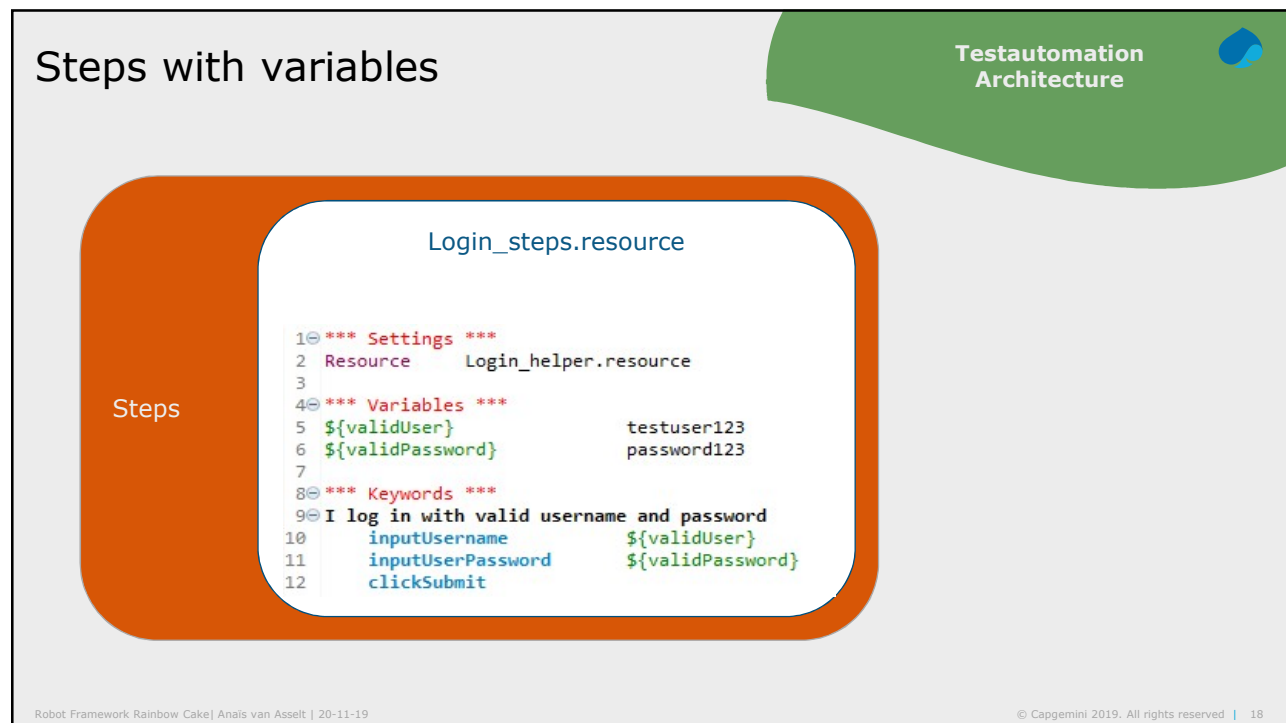 Steps with variables
Testautomation
Architecture
Login_steps.resource
Steps
1 *** Settings ***
2 Resource Login_helper.resource
3
4 *** Variables ***
5 ${validUser} testuser123
6 ${validPassword} password123
7
8 *** Keywords ***
9 I log in with valid username and password
10 inputUsername ${validUser}
11 inputUserPassword ${validPassword}
12 clickSubmit
Robot Framework Rainbow Cake| Anaïs van Asselt | 20-11-19
© Capgemini 2019. All rights reserved | 18